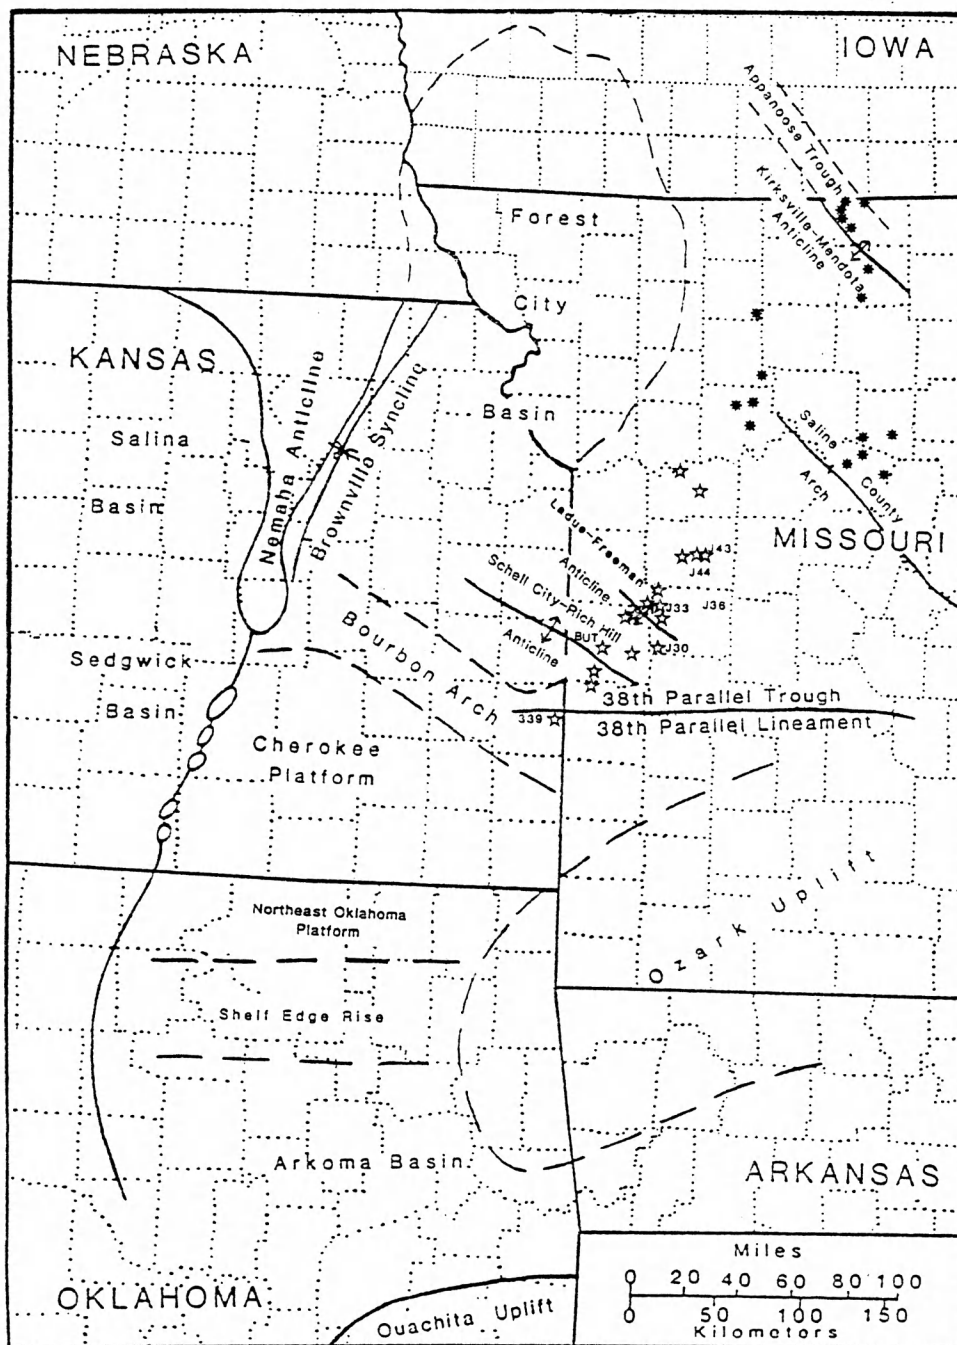 NEBRASKA
IOWA
Appanoose Trough
Kirksville-Mendota
Anticline
Forest
City
Basin
KANSAS
Salina
Basin
Nemaha Anticline
Brownville Syncline
Saline County
Arch
MISSOURI
Ladue-Freeman
Anticline
J43
J44
Schell City-Rich Hill
Anticline
J33
J36
BUT
J30
Bourbon Arch
Sedgwick
Basin
38th Parallel Trough
339
38th Parallel Lineament
Cherokee
Platform
Ozark Uplift
Northeast Oklahoma
Platform
Shelf Edge Rise
Arkoma Basin
ARKANSAS
OKLAHOMA
Ouachita Uplift
Miles
0 20 40 60 80 100
0 50 100 150
Kilometers